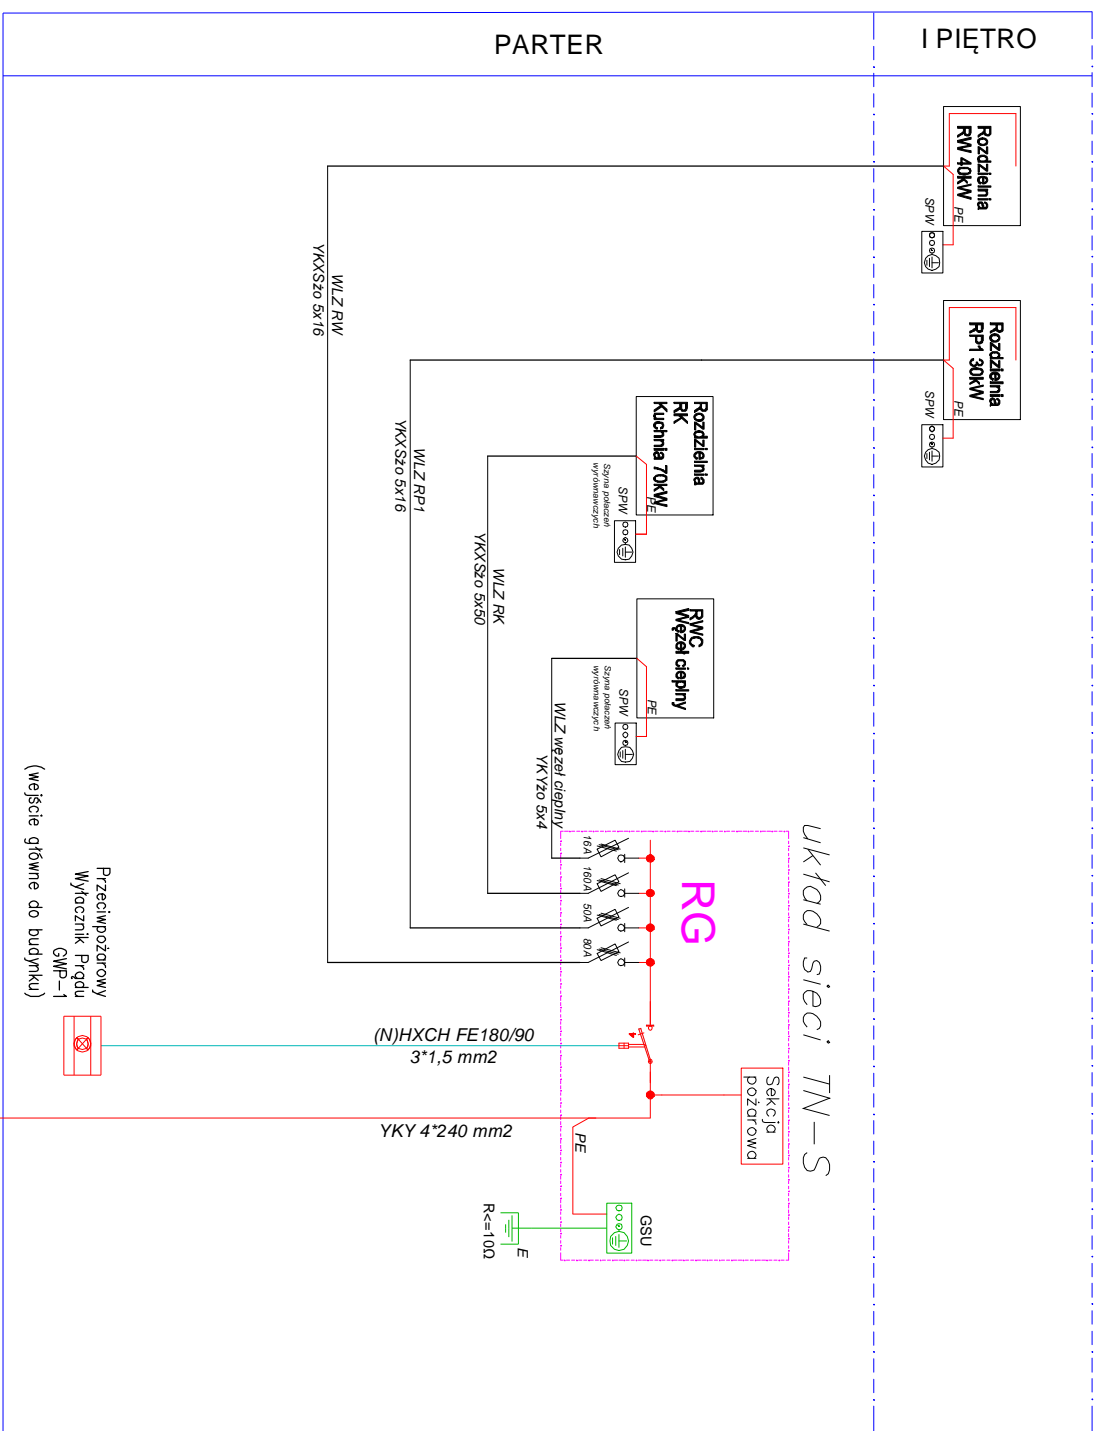 PARTER
I PIĘTRO
Rozdzielnia
RW 40kW
PE
SPW
Rozdzielnia
RP1 30kW
PE
SPW
Rozdzielnia
RK
Kuchnia 70kW
PE
SPW
Szyna połaczeń
wyrównawczych
RWC
Węzeł cieplny
PE
SPW
Szyna połaczeń
wyrównawczych
WLZ RW
YKXSżo 5x16
WLZ RP1
YKXSżo 5x16
WLZ RK
YKXSżo 5x50
WLZ węzeł cieplny
YKYżo 5x4
układ sieci TN-S
RG
16A
160A
50A
80A
4
Sekcja
pożarowa
(N)HXCH FE180/90
3*1,5 mm2
YKY 4*240 mm2
PE
GSU
E
R<=10Ω
Przeciwpożarowy
Wyłacznik Prądu
GWP-1
(wejście główne do budynku)